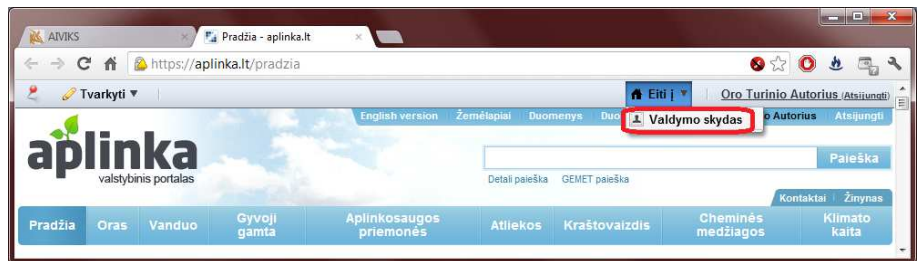 AIVIKS
Pradžia - aplinka.lt
https://aplinka.lt/pradzia
Tvarkyti
Eiti į
Oro Turinio Autorius (Atsijungti)
Valdymo skydas
English version Žemėlapiai Duomenys
o Autorius Atsijungti
aplinka
valstybinis portalas
Paieška
Detali paieška GEMET paieška
Kontaktai Žinynas
Pradžia Oras Vanduo Gyvoji gamta Aplinkosaugos priemonės Atliekos Kraštovaizdis Cheminės medžiagos Klimato kaita